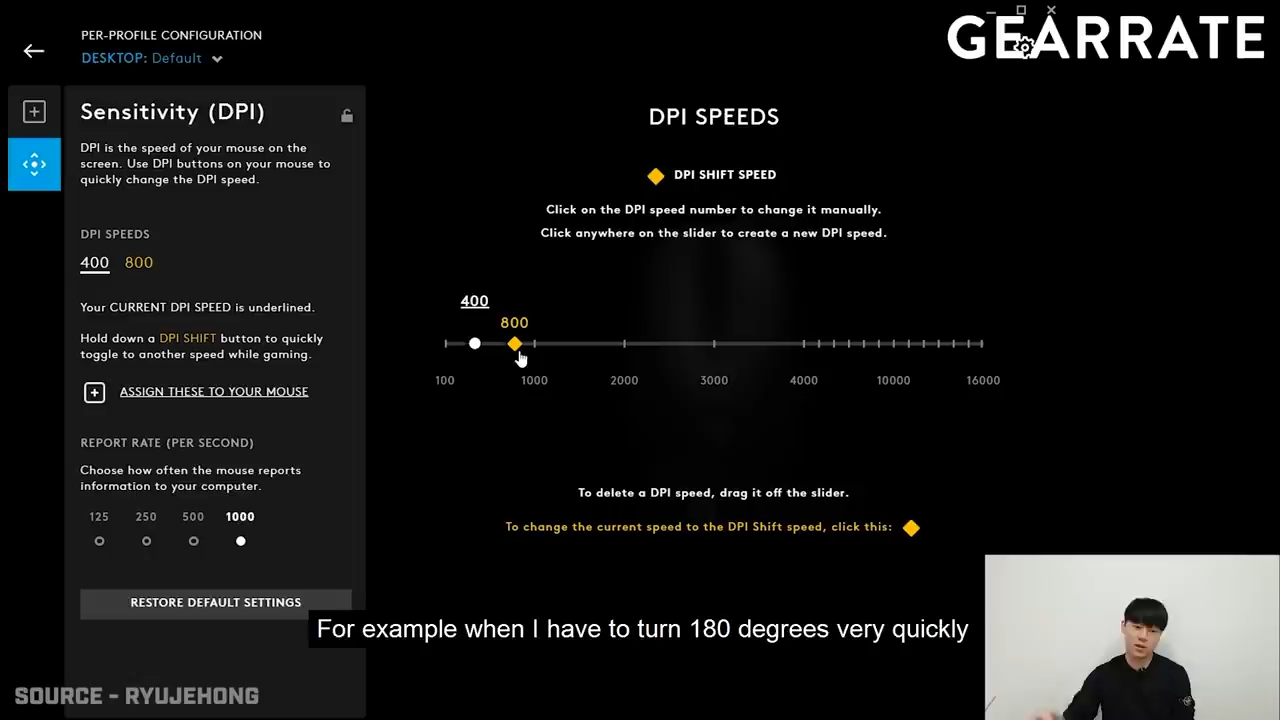 PER-PROFILE CONFIGURATION
DESKTOP: Default
GEARRATE
Sensitivity (DPI)
DPI is the speed of your mouse on the
screen. Use DPI buttons on your mouse to
quickly change the DPI speed.
DPI SPEEDS
400 800
Your CURRENT DPI SPEED is underlined.
Hold down a DPI SHIFT button to quickly
toggle to another speed while gaming.
ASSIGN THESE TO YOUR MOUSE
REPORT RATE (PER SECOND)
Choose how often the mouse reports
information to your computer.
125 250 500 1000
RESTORE DEFAULT SETTINGS
DPI SPEEDS
DPI SHIFT SPEED
Click on the DPI speed number to change it manually.
Click anywhere on the slider to create a new DPI speed.
400
800
100 1000 2000 3000 4000 10000 16000
To delete a DPI speed, drag it off the slider.
To change the current speed to the DPI Shift speed, click this:
For example when I have to turn 180 degrees very quickly
SOURCE - RYUJEHONG